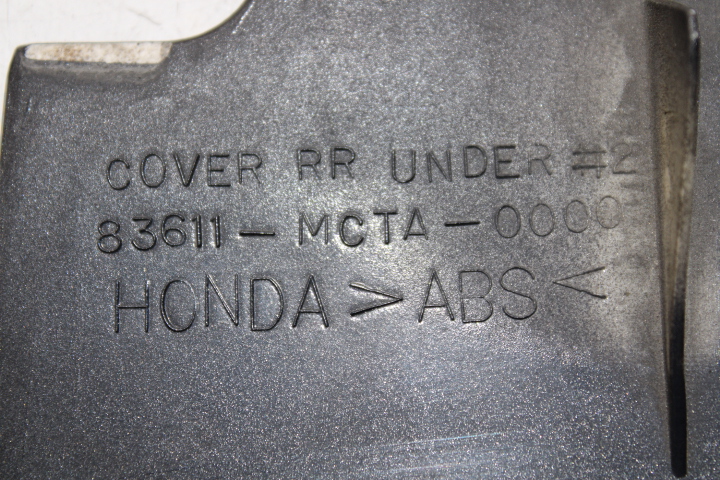 COVER RR UNDER #2
83611-MCTA-0000
HONDA >ABS<